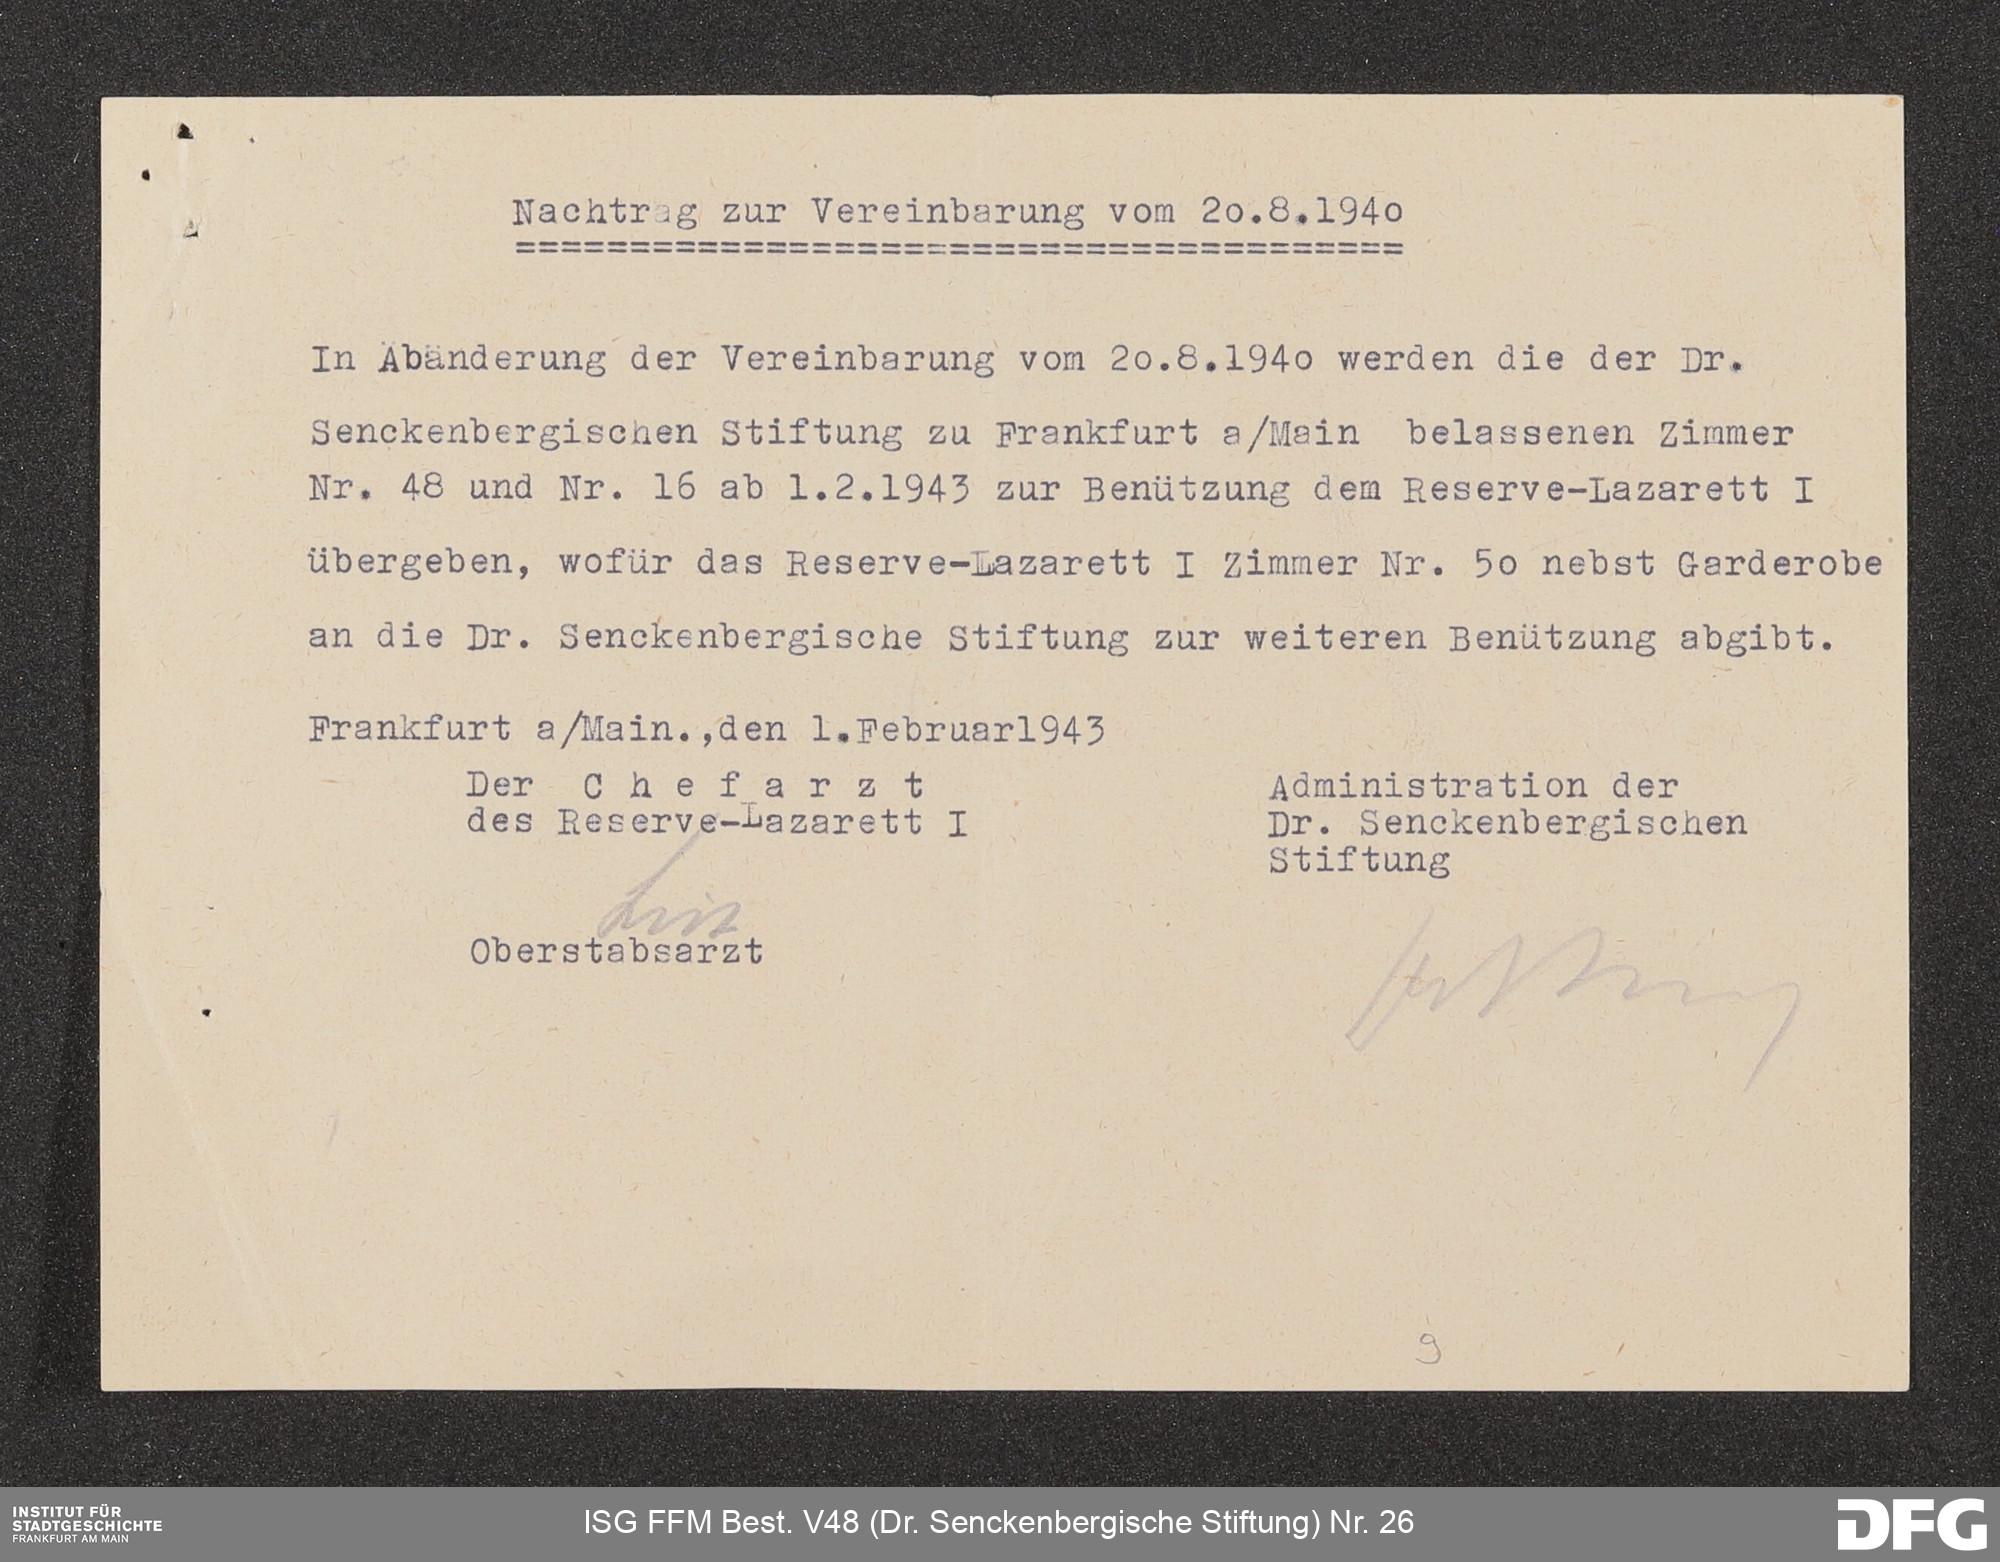 Nachtrag zur Vereinbarung vom 2o.8.194o
=======================================
In Abänderung der Vereinbarung vom 2o.8.194o werden die der Dr.
Senckenbergischen Stiftung zu Frankfurt a/Main belassenen Zimmer
Nr. 48 und Nr. 16 ab 1.2.1943 zur Benützung dem Reserve-Lazarett I
übergeben, wofür das Reserve-Lazarett I Zimmer Nr. 5o nebst Garderobe
an die Dr. Senckenbergische Stiftung zur weiteren Benützung abgibt.
Frankfurt a/Main.,den 1.Februar1943
Der C h e f a r z t
des Reserve-Lazarett I
Oberstabsarzt
Administration der
Dr. Senckenbergischen
Stiftung
9
INSTITUT FÜR
STADTGESCHICHTE
FRANKFURT AM MAIN
ISG FFM Best. V48 (Dr. Senckenbergische Stiftung) Nr. 26
DFG